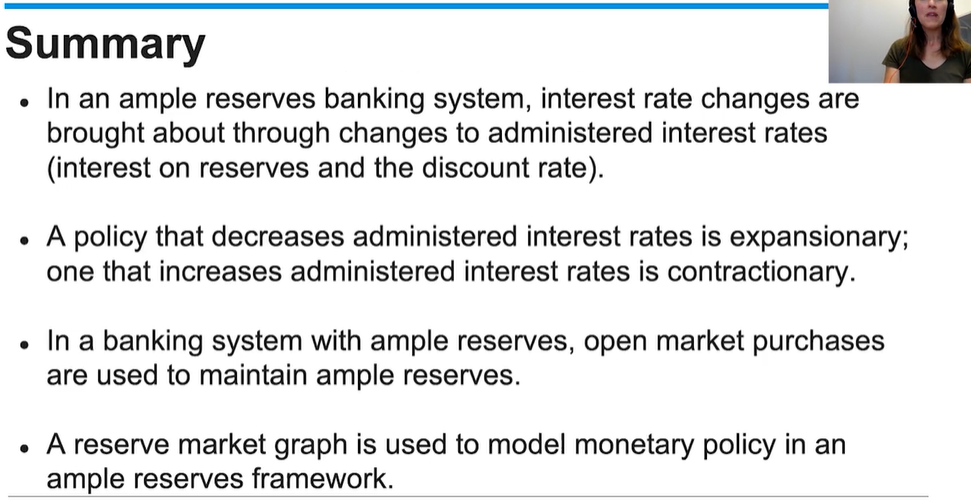 Summary
• In an ample reserves banking system, interest rate changes are
brought about through changes to administered interest rates
(interest on reserves and the discount rate).
• A policy that decreases administered interest rates is expansionary;
one that increases administered interest rates is contractionary.
• In a banking system with ample reserves, open market purchases
are used to maintain ample reserves.
• A reserve market graph is used to model monetary policy in an
ample reserves framework.